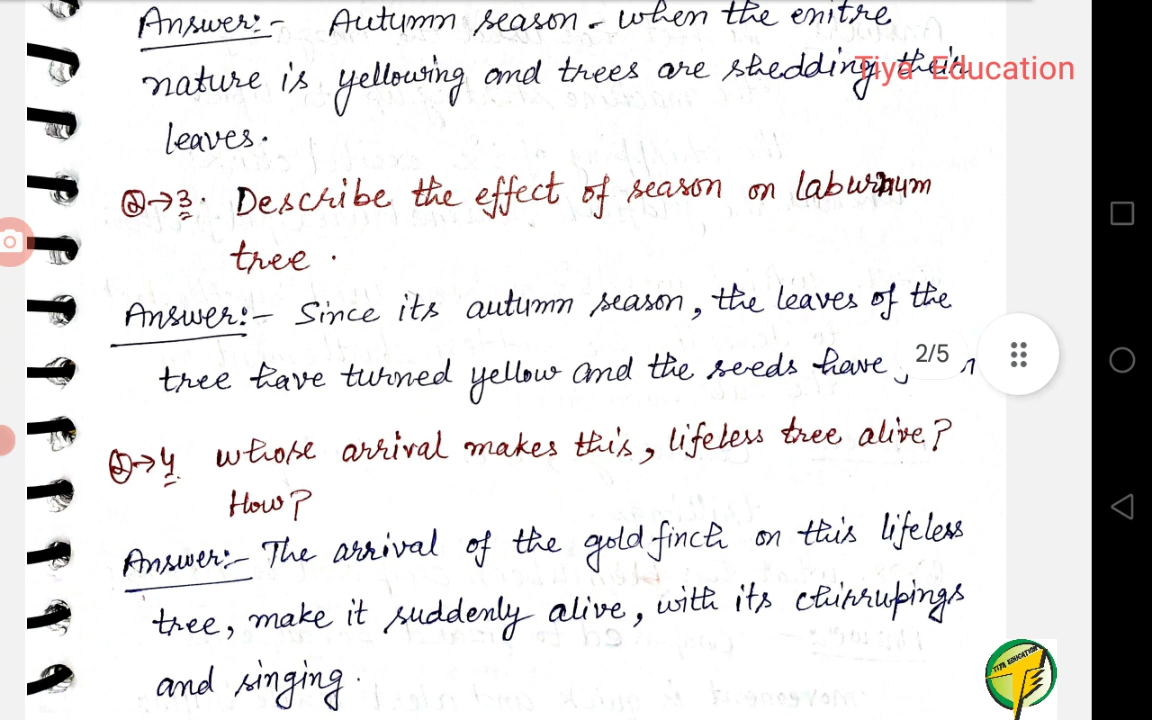 Answer:- Autumn season - when the enitre
nature is yellowing and trees are shedding their
Tiya Education
leaves.
Q→3. Describe the effect of season on laburnum
tree.
Answer:- Since its autumn season, the leaves of the
tree have turned yellow and the seeds have
2/5
Q→4. Whose arrival makes this, lifeless tree alive?
How?
Answer:- The arrival of the gold finch on this lifeless
tree, make it suddenly alive, with its chirrupings
and singing.
TIYA EDUCATION